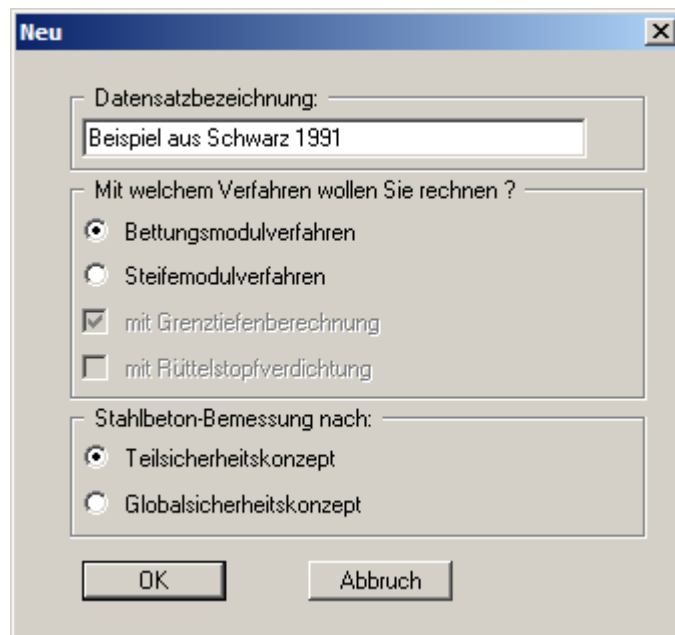 Neu
Datensatzbezeichnung:
Beispiel aus Schwarz 1991
Mit welchem Verfahren wollen Sie rechnen ?
Bettungsmodulverfahren
Steifemodulverfahren
mit Grenztiefenberechnung
mit Rüttelstopfverdichtung
Stahlbeton-Bemessung nach:
Teilsicherheitskonzept
Globalsicherheitskonzept
OK Abbruch